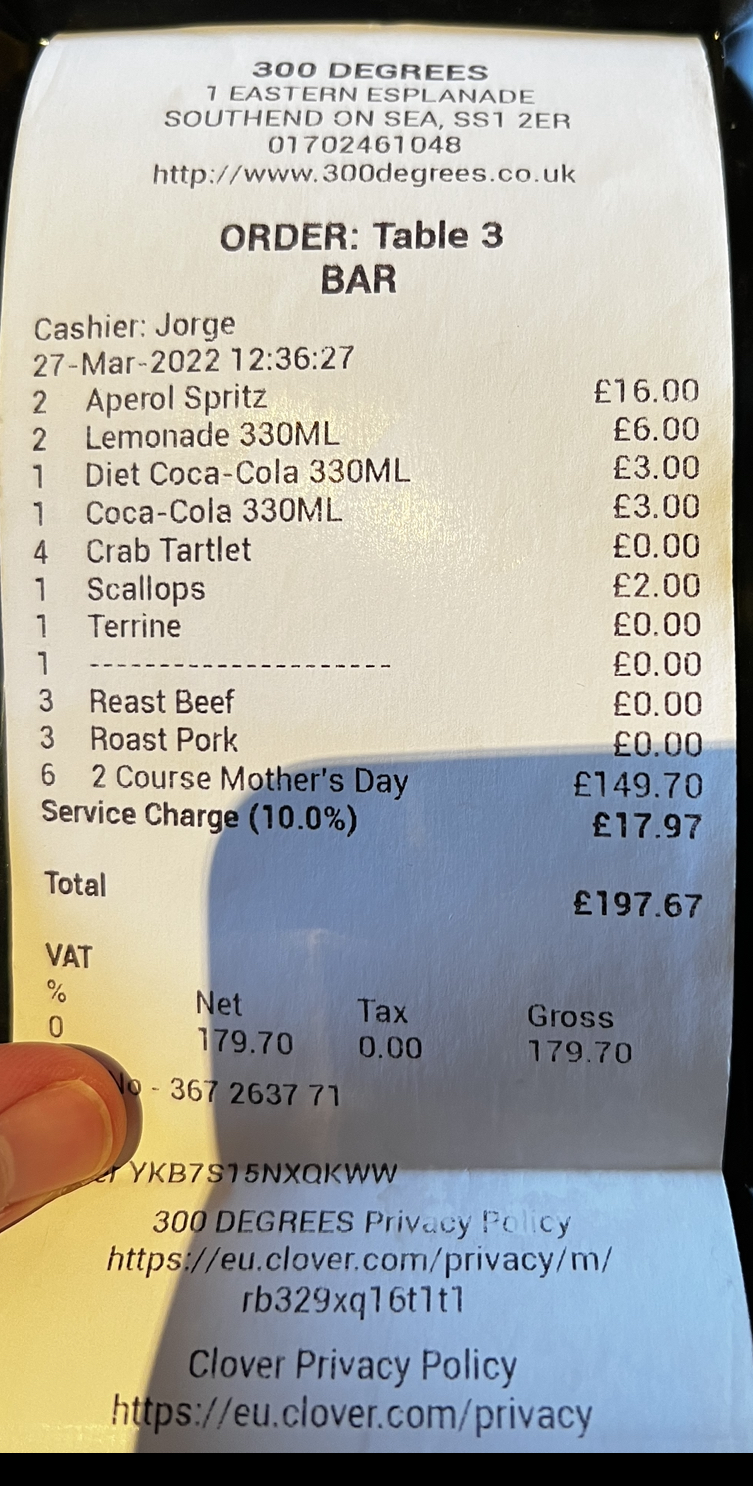 300 DEGREES
1 EASTERN ESPLANADE
SOUTHEND ON SEA, SS1 2ER
01702461048
http://www.300degrees.co.uk
ORDER: Table 3
BAR
Cashier: Jorge
27-Mar-2022 12:36:27
2 Aperol Spritz £16.00
2 Lemonade 330ML £6.00
1 Diet Coca-Cola 330ML £3.00
1 Coca-Cola 330ML £3.00
4 Crab Tartlet £0.00
1 Scallops £2.00
1 Terrine £0.00
1 --------------------- £0.00
3 Reast Beef £0.00
3 Roast Pork £0.00
6 2 Course Mother's Day £149.70
Service Charge (10.0%) £17.97
Total £197.67
VAT
% Net Tax Gross
0 179.70 0.00 179.70
No - 367 2637 71
YKB7S15NXQKWW
300 DEGREES Privacy Policy
https://eu.clover.com/privacy/m/
rb329xq16t1t1
Clover Privacy Policy
https://eu.clover.com/privacy